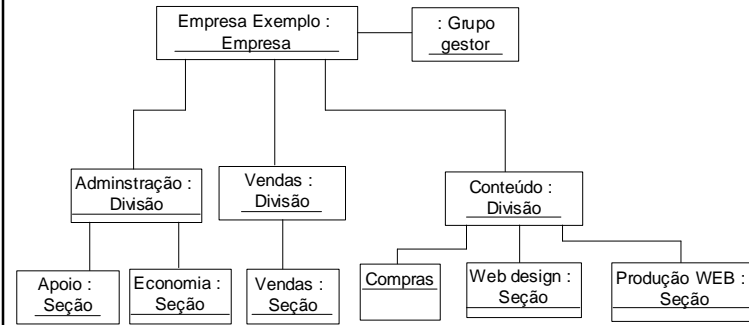 Empresa Exemplo :
Empresa
: Grupo
gestor
Adminstração :
Divisão
Vendas :
Divisão
Conteúdo :
Divisão
Apoio :
Seção
Economia :
Seção
Vendas :
Seção
Compras
Web design :
Seção
Produção WEB :
Seção